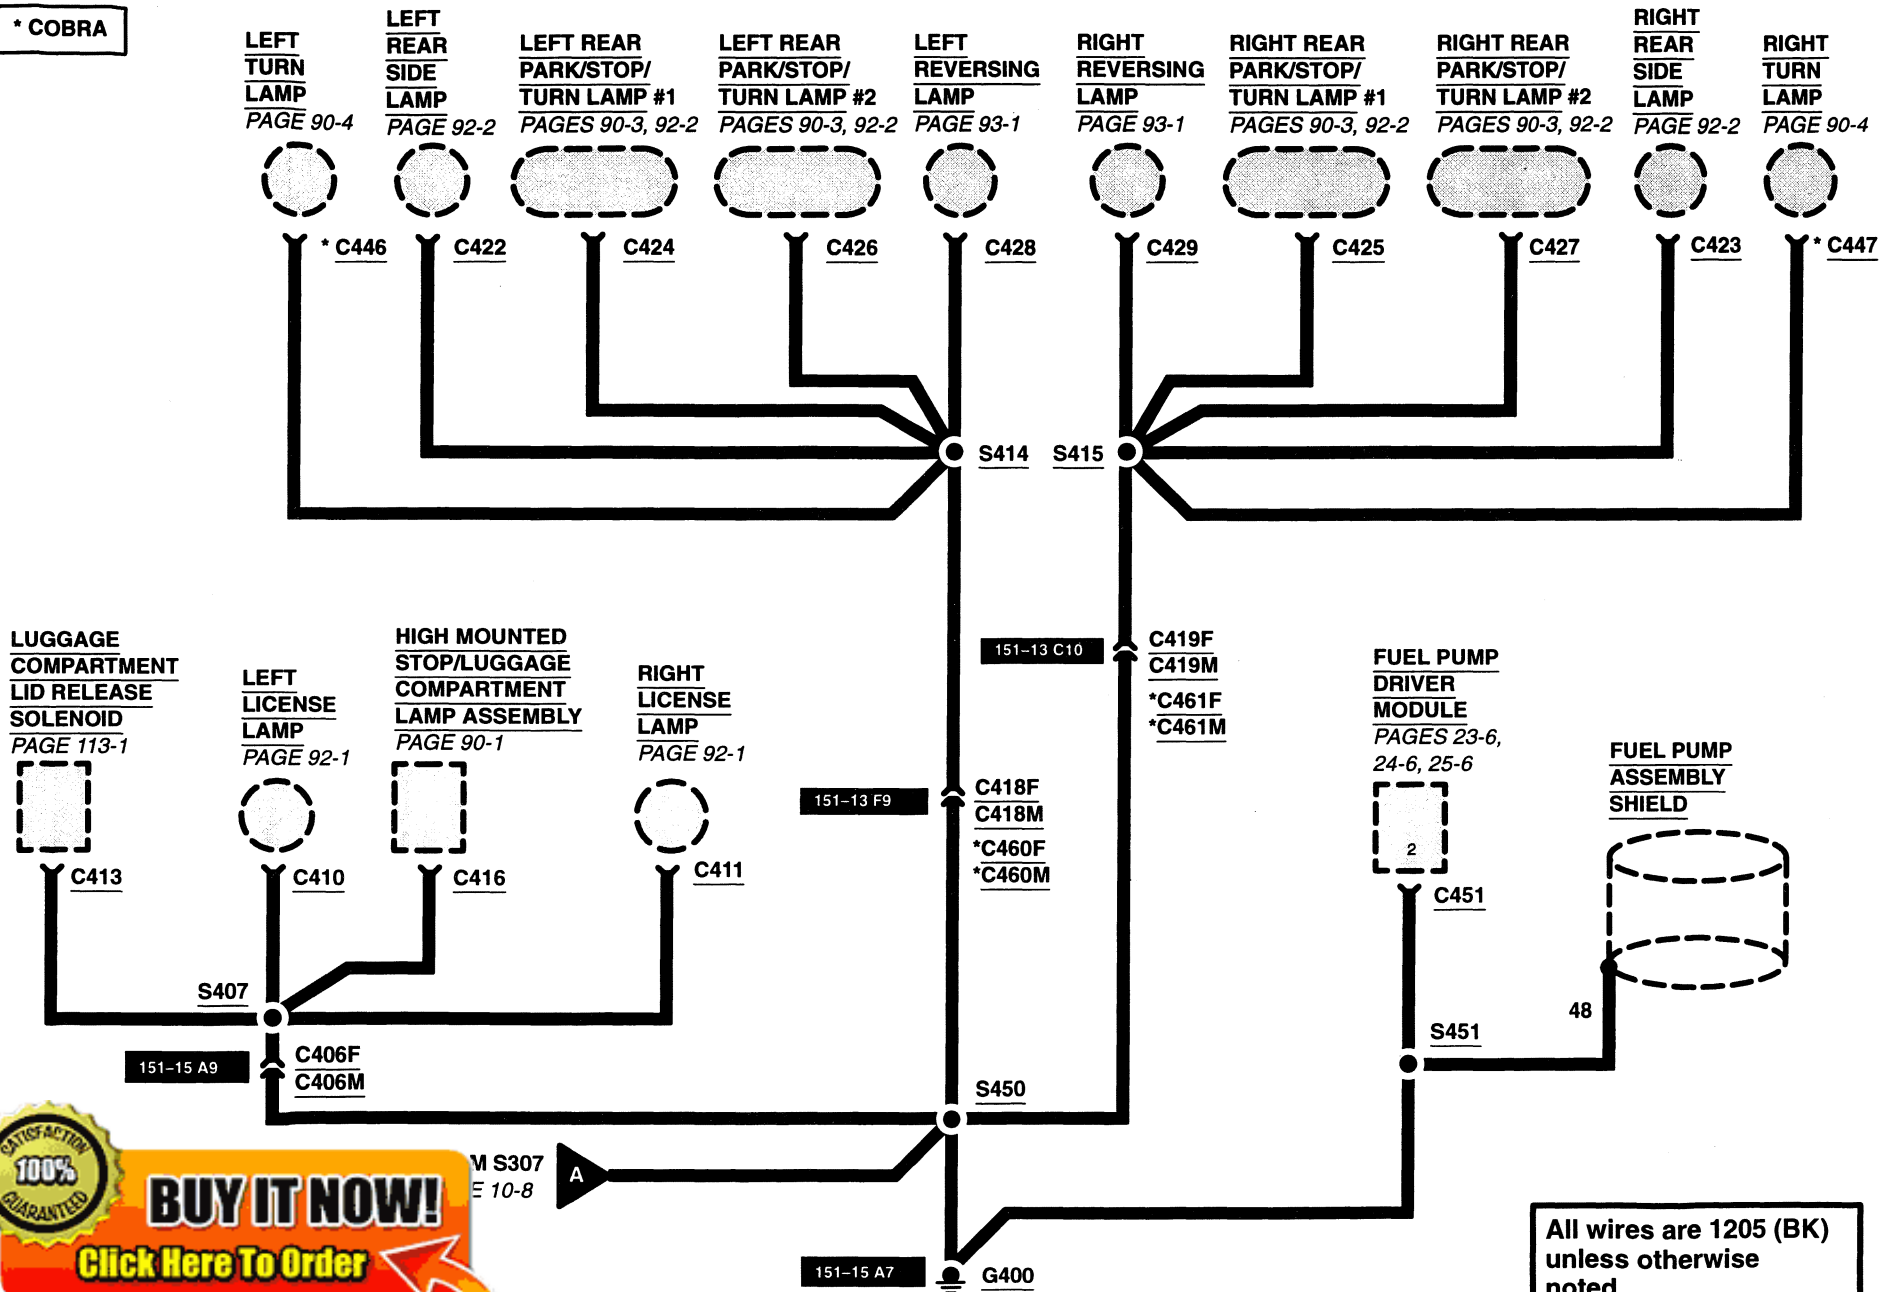 * COBRA
LEFT
TURN
LAMP
PAGE 90-4
LEFT
REAR
SIDE
LAMP
PAGE 92-2
LEFT REAR
PARK/STOP/
TURN LAMP #1
PAGES 90-3, 92-2
LEFT REAR
PARK/STOP/
TURN LAMP #2
PAGES 90-3, 92-2
LEFT
REVERSING
LAMP
PAGE 93-1
RIGHT
REVERSING
LAMP
PAGE 93-1
RIGHT REAR
PARK/STOP/
TURN LAMP #1
PAGES 90-3, 92-2
RIGHT REAR
PARK/STOP/
TURN LAMP #2
PAGES 90-3, 92-2
RIGHT
REAR
SIDE
LAMP
PAGE 92-2
RIGHT
TURN
LAMP
PAGE 90-4
* C446
C422
C424
C426
C428
C429
C425
C427
C423
* C447
S414
S415
LUGGAGE
COMPARTMENT
LID RELEASE
SOLENOID
PAGE 113-1
LEFT
LICENSE
LAMP
PAGE 92-1
HIGH MOUNTED
STOP/LUGGAGE
COMPARTMENT
LAMP ASSEMBLY
PAGE 90-1
RIGHT
LICENSE
LAMP
PAGE 92-1
151-13 C10
C419F
C419M
*C461F
*C461M
151-13 F9
C418F
C418M
*C460F
*C460M
FUEL PUMP
DRIVER
MODULE
PAGES 23-6,
24-6, 25-6
2
FUEL PUMP
ASSEMBLY
SHIELD
C413
C410
C416
C411
C451
S407
48
S451
151-15 A9
C406F
C406M
S450
M S307
E 10-8
A
151-15 A7
G400
All wires are 1205 (BK)
unless otherwise
noted
SATISFACTION
100%
GUARANTEED
BUY IT NOW!
Click Here To Order